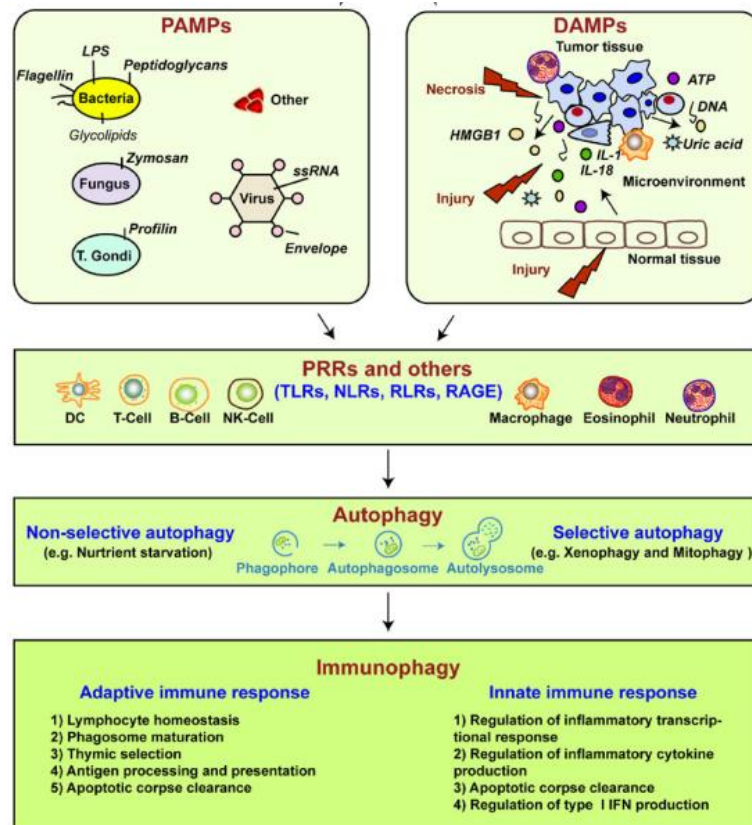 PAMPs
LPS
Flagellin
Peptidoglycans
Bacteria
Glycolipids
Other
Zymosan
Fungus
ssRNA
Virus
Profilin
T. Gondi
Envelope
DAMPs
Tumor tissue
Necrosis
ATP
DNA
HMGB1
Uric acid
IL-1
IL-18
Microenvironment
Injury
Normal tissue
Injury
PRRs and others
(TLRs, NLRs, RLRs, RAGE)
DC
T-Cell
B-Cell
NK-Cell
Macrophage
Eosinophil
Neutrophil
Autophagy
Non-selective autophagy
(e.g. Nurtrient starvation)
Phagophore
Autophagosome
Autolysosome
Selective autophagy
(e.g. Xenophagy and Mitophagy )
Immunophagy
Adaptive immune response
1) Lymphocyte homeostasis
2) Phagosome maturation
3) Thymic selection
4) Antigen processing and presentation
5) Apoptotic corpse clearance
Innate immune response
1) Regulation of inflammatory transcrip-
tional response
2) Regulation of inflammatory cytokine
production
3) Apoptotic corpse clearance
4) Regulation of type I IFN production